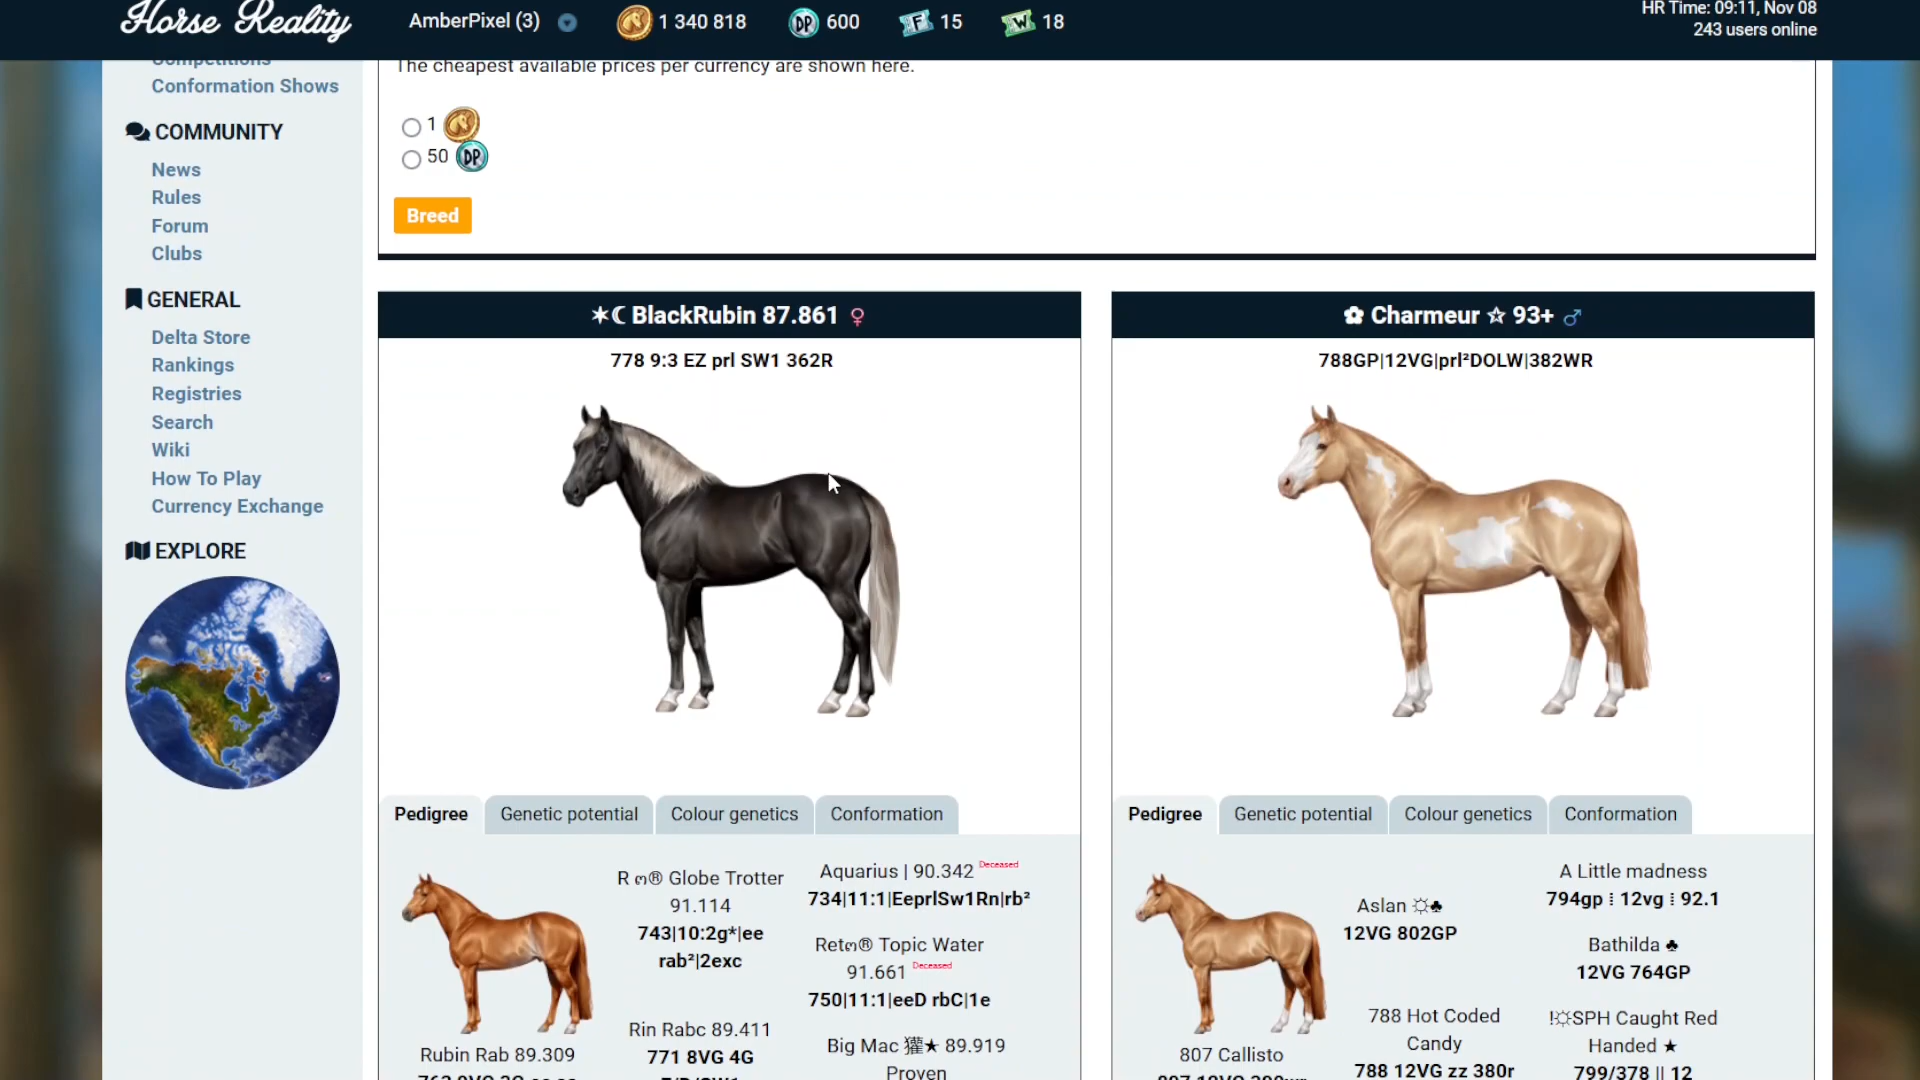 Horse Reality
AmberPixel (3)
1 340 818
DP
600
F
15
W
18
HR Time: 09:11, Nov 08
243 users online
Competitions
Conformation Shows
COMMUNITY
News
Rules
Forum
Clubs
GENERAL
Delta Store
Rankings
Registries
Search
Wiki
How To Play
Currency Exchange
EXPLORE
The cheapest available prices per currency are shown here.
1
50 DP
Breed
✶☾ BlackRubin 87.861 ♀
778 9:3 EZ prl SW1 362R
Pedigree
Genetic potential
Colour genetics
Conformation
Rubin Rab 89.309
R ო® Globe Trotter
91.114
743|10:2g*|ee
rab²|2exc
Rin Rabc 89.411
771 8VG 4G
Aquarius | 90.342 Deceased
734|11:1|EeprlSw1Rn|rb²
Retო® Topic Water
91.661 Deceased
750|11:1|eeD rbC|1e
Big Mac 獾★ 89.919
Proven
✿ Charmeur ☆ 93+ ♂
788GP|12VG|prl²DOLW|382WR
Pedigree
Genetic potential
Colour genetics
Conformation
807 Callisto
Aslan ☼♣
12VG 802GP
788 Hot Coded
Candy
788 12VG zz 380r
A Little madness
794gp ⁞ 12vg ⁞ 92.1
Bathilda ♣
12VG 764GP
!☼SPH Caught Red
Handed ★
799/378 || 12